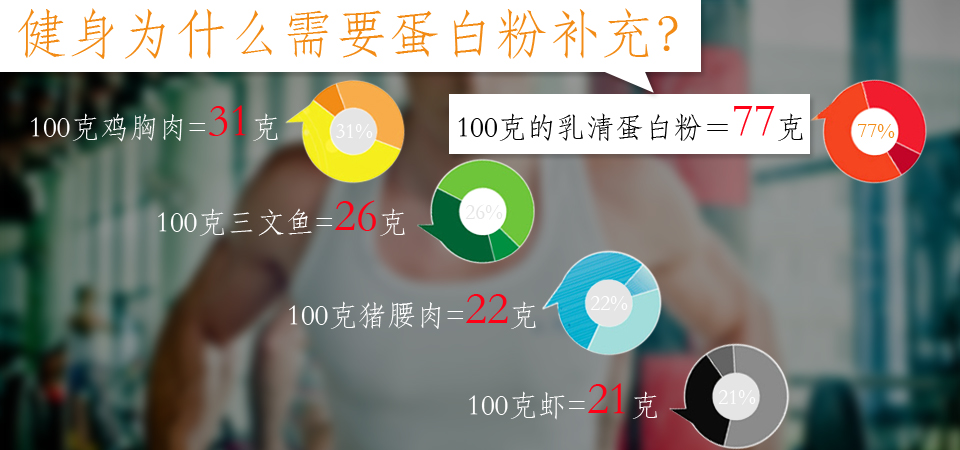 健身为什么需要蛋白粉补充?
100克鸡胸肉=31克
31%
100克的乳清蛋白粉=77克
77%
100克三文鱼=26克
26%
100克猪腰肉=22克
22%
100克虾=21克
21%